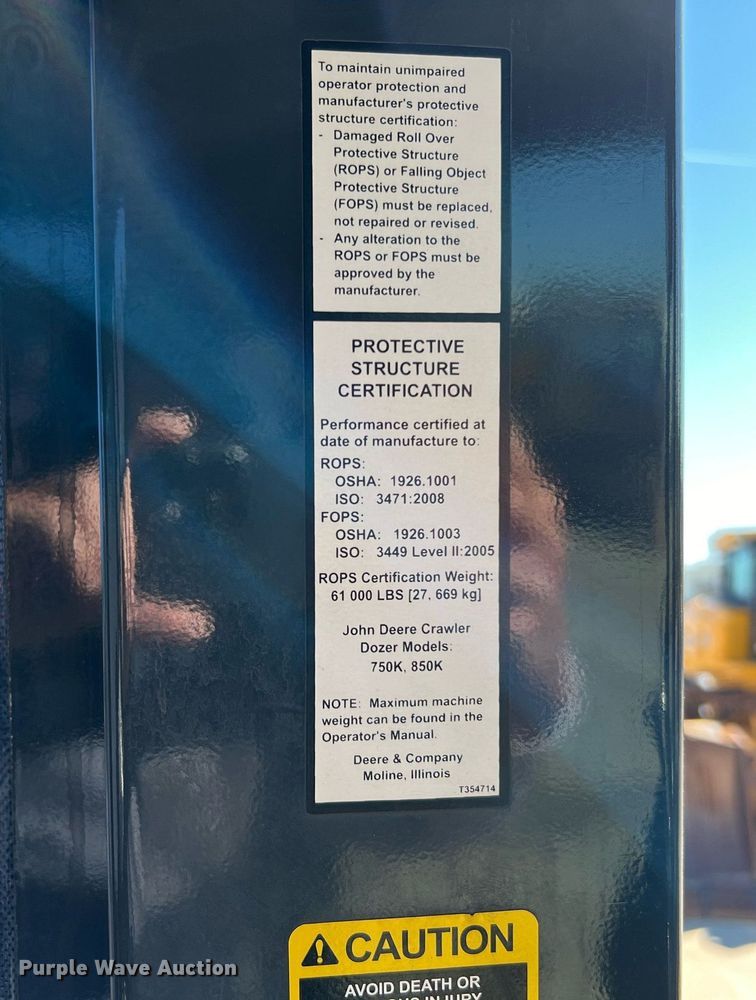 To maintain unimpaired
operator protection and
manufacturer's protective
structure certification:
- Damaged Roll Over
Protective Structure
(ROPS) or Falling Object
Protective Structure
(FOPS) must be replaced,
not repaired or revised.
- Any alteration to the
ROPS or FOPS must be
approved by the
manufacturer.
PROTECTIVE
STRUCTURE
CERTIFICATION
Performance certified at
date of manufacture to:
ROPS:
OSHA: 1926.1001
ISO: 3471:2008
FOPS:
OSHA: 1926.1003
ISO: 3449 Level II:2005
ROPS Certification Weight:
61 000 LBS [27, 669 kg]
John Deere Crawler
Dozer Models:
750K, 850K
NOTE: Maximum machine
weight can be found in the
Operator's Manual.
Deere & Company
Moline, Illinois
T354714
CAUTION
AVOID DEATH OR
INJURY
Purple Wave Auction